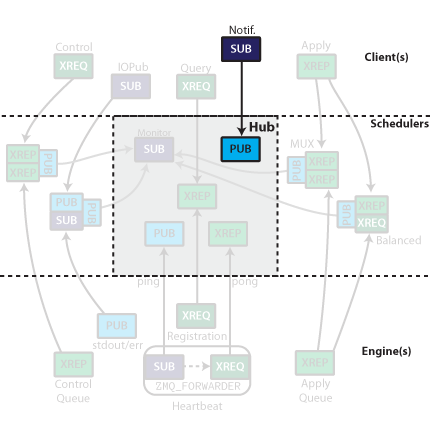 Notif.
SUB
Control
XREQ
IOPub
SUB
Query
XREQ
Apply
XREP
Client(s)
Hub
Schedulers
XREP
XREP
PUB
Monitor
SUB
PUB
MUX
PUB
XREP
XREP
PUB
SUB
PUB
XREP
PUB
XREP
XREQ
Balanced
PUB
XREP
ping
pong
PUB
stdout/err
XREQ
Registration
Engine(s)
XREP
Control
Queue
SUB
XREQ
ZMQ_FORWARDER
Heartbeat
XREP
Apply
Queue